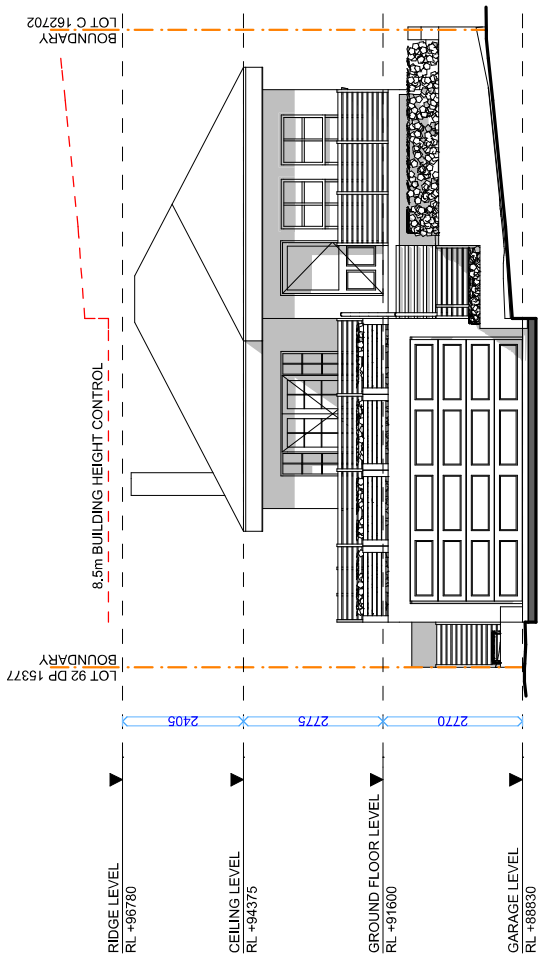 LOT C 162702
BOUNDARY
8.5m BUILDING HEIGHT CONTROL
BOUNDARY
LOT 92 DP 15377
2405
2775
2770
RIDGE LEVEL
RL +96780
CEILING LEVEL
RL +94375
GROUND FLOOR LEVEL
RL +91600
GARAGE LEVEL
RL +88830